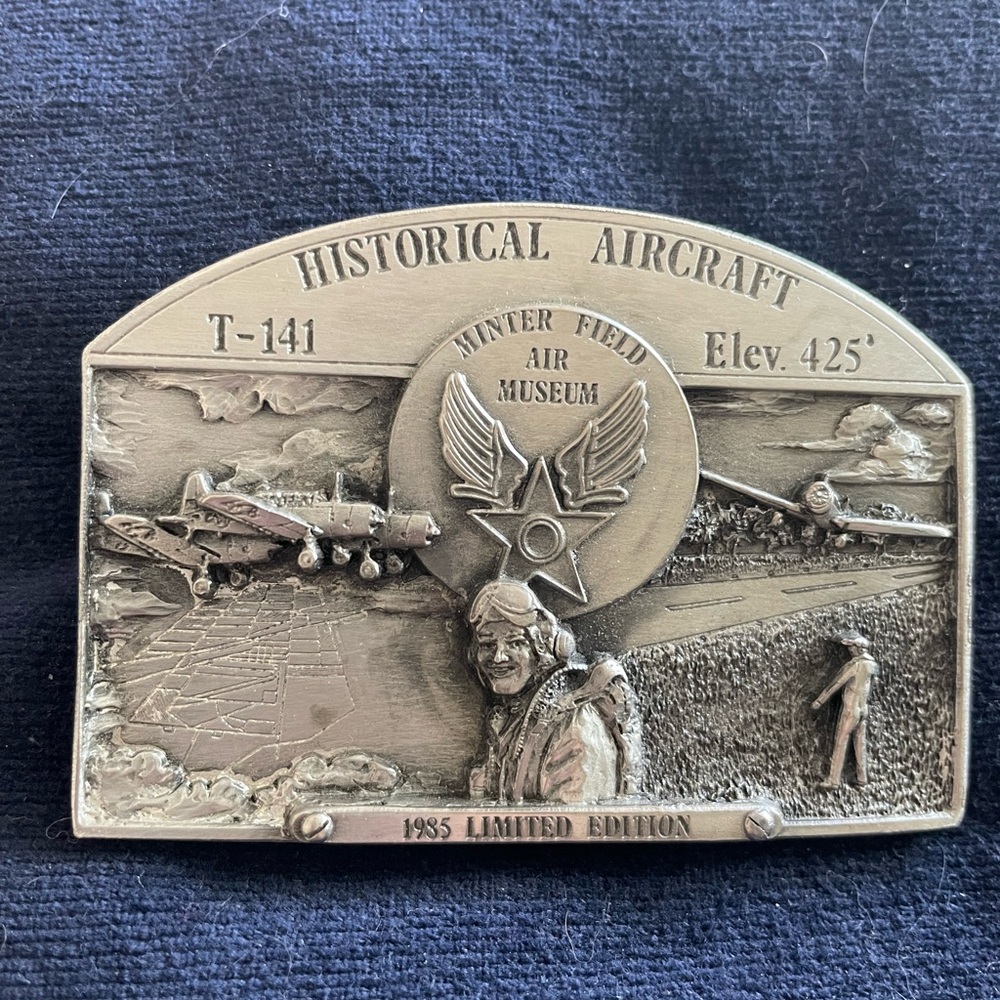 HISTORICAL AIRCRAFT
T-141
Elev. 425'
MINTER FIELD
AIR
MUSEUM
1985 LIMITED EDITION